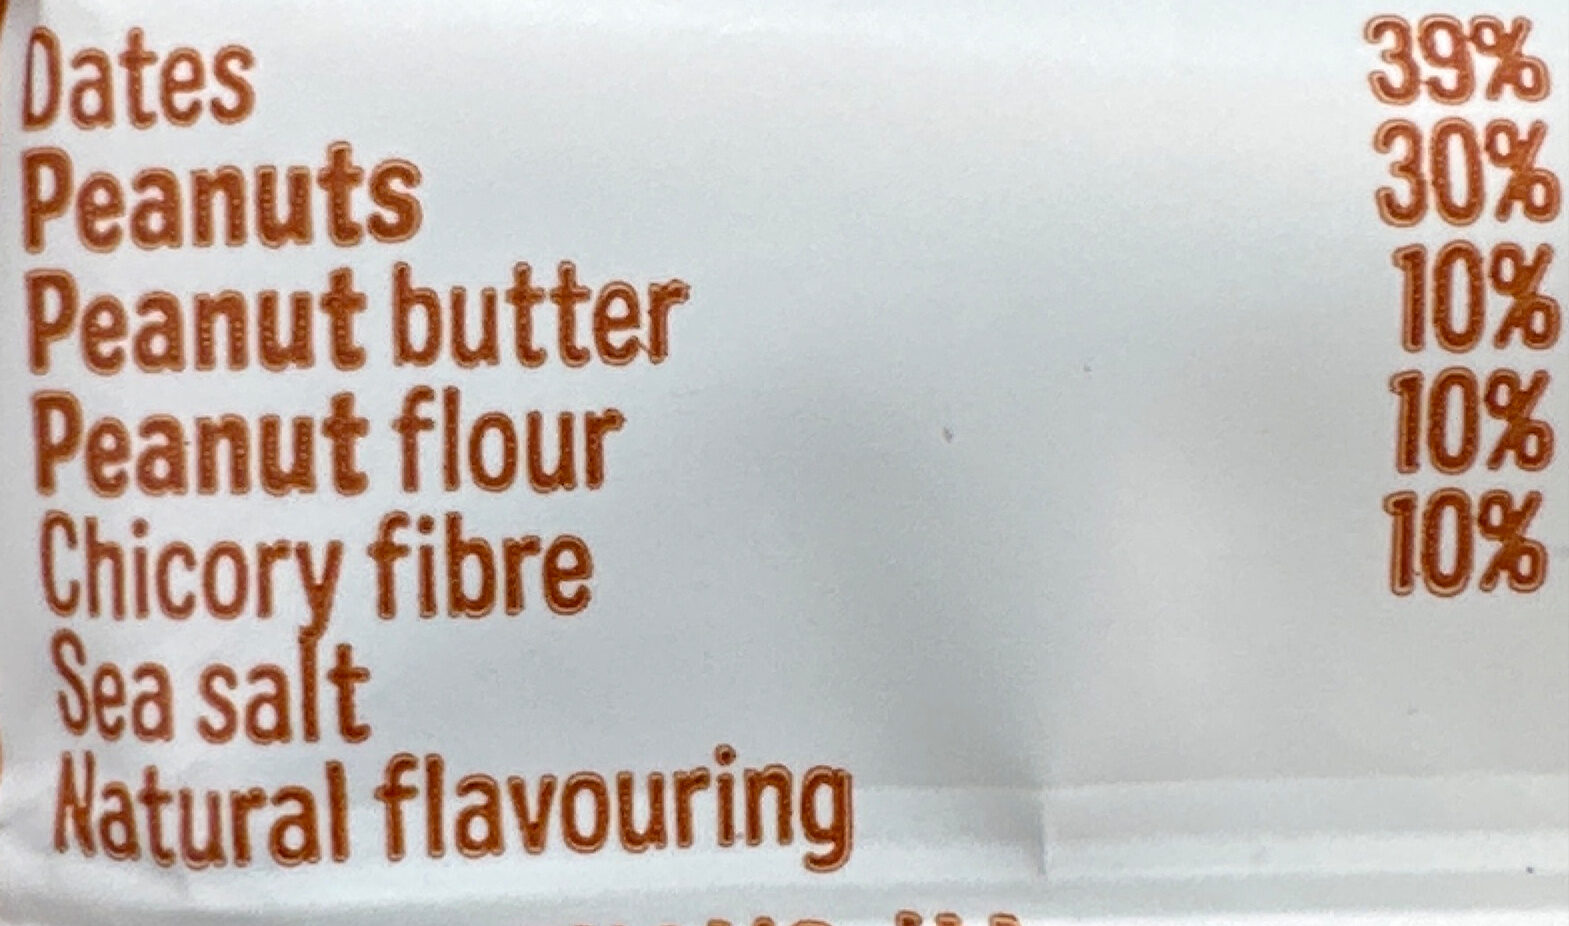 Dates 39%
Peanuts 30%
Peanut butter 10%
Peanut flour 10%
Chicory fibre 10%
Sea salt
Natural flavouring